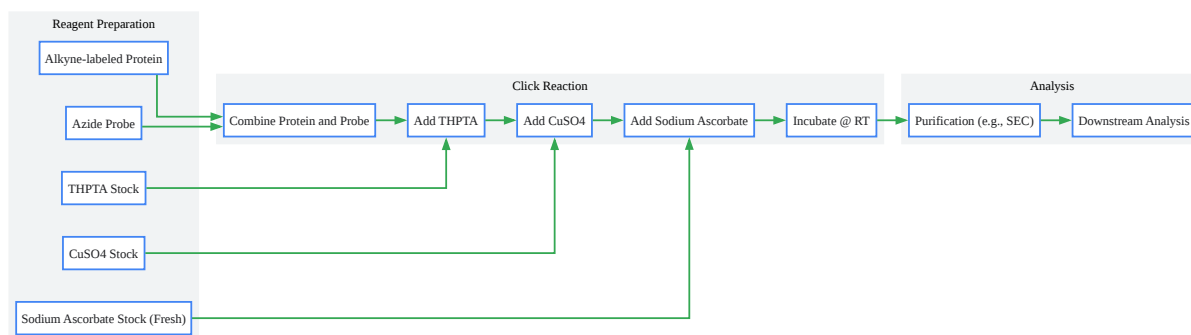 Reagent Preparation
Alkyne-labeled Protein
Azide Probe
THPTA Stock
CuSO4 Stock
Sodium Ascorbate Stock (Fresh)
Click Reaction
Combine Protein and Probe
Add THPTA
Add CuSO4
Add Sodium Ascorbate
Incubate @ RT
Analysis
Purification (e.g., SEC)
Downstream Analysis